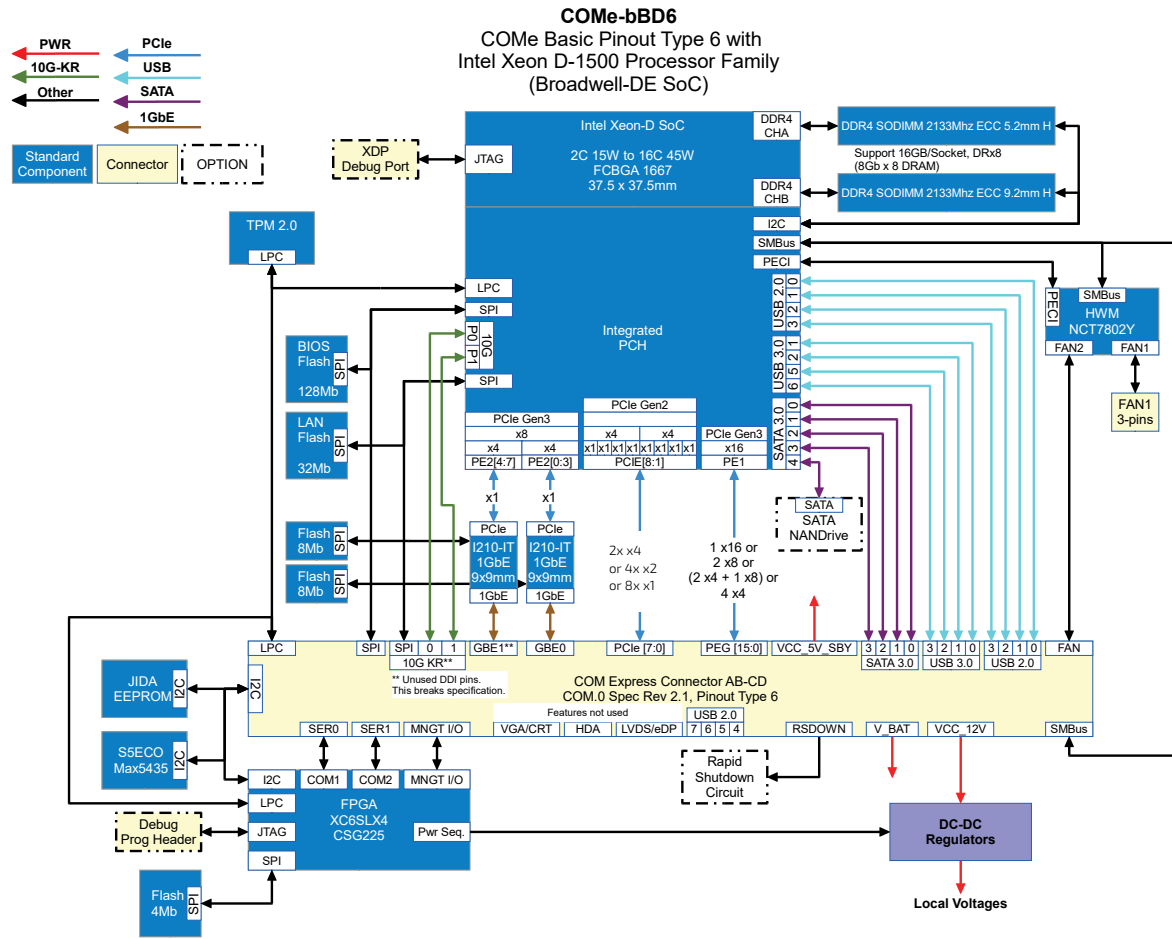 COMe-bBD6
COMe Basic Pinout Type 6 with
Intel Xeon D-1500 Processor Family
(Broadwell-DE SoC)
PWR
10G-KR
Other
PCIe
USB
SATA
1GbE
Standard
Component
Connector
OPTION
XDP
Debug Port
JTAG
Intel Xeon-D SoC
2C 15W to 16C 45W
FCBGA 1667
37.5 x 37.5mm
DDR4
CHA
DDR4
CHB
DDR4 SODIMM 2133Mhz ECC 5.2mm H
Support 16GB/Socket, DRx8
(8Gb x 8 DRAM)
DDR4 SODIMM 2133Mhz ECC 9.2mm H
I2C
SMBus
PECI
TPM 2.0
LPC
LPC
SPI
P0 P1
10G
SPI
Integrated
PCH
USB 2.0
0
1
2
3
USB 3.0
1
2
5
6
SATA 3.0
0
1
2
3
4
PECI
SMBus
HWM
NCT7802Y
FAN2
FAN1
FAN1
3-pins
BIOS
Flash
128Mb
SPI
LAN
Flash
32Mb
SPI
PCIe Gen3
x8
x4
x4
PE2[4:7]
PE2[0:3]
PCIe Gen2
x4
x4
x1 x1 x1 x1 x1 x1 x1 x1
PCIE[8:1]
PCIe Gen3
x16
PE1
x1
x1
SATA
SATA
NANDrive
Flash
8Mb
SPI
Flash
8Mb
SPI
PCIe
I210-IT
1GbE
9x9mm
1GbE
PCIe
I210-IT
1GbE
9x9mm
1GbE
2x x4
or 4x x2
or 8x x1
1 x16 or
2 x8 or
(2 x4 + 1 x8) or
4 x4
LPC
SPI
SPI
0
1
10G KR**
GBE1**
GBE0
PCIe [7:0]
PEG [15:0]
VCC_5V_SBY
3 2 1 0
SATA 3.0
3 2 1 0
USB 3.0
3 2 1 0
USB 2.0
FAN
** Unused DDI pins.
This breaks specification.
COM Express Connector AB-CD
COM.0 Spec Rev 2.1, Pinout Type 6
I2C
JIDA
EEPROM
I2C
S5ECO
Max5435
I2C
Features not used
SER0
SER1
MNGT I/O
VGA/CRT
HDA
LVDS/eDP
USB 2.0
7 6 5 4
RSDOWN
V_BAT
VCC_12V
SMBus
Rapid
Shutdown
Circuit
I2C
COM1
COM2
MNGT I/O
LPC
JTAG
SPI
FPGA
XC6SLX4
CSG225
Pwr Seq.
Debug
Prog Header
Flash
4Mb
SPI
DC-DC
Regulators
Local Voltages